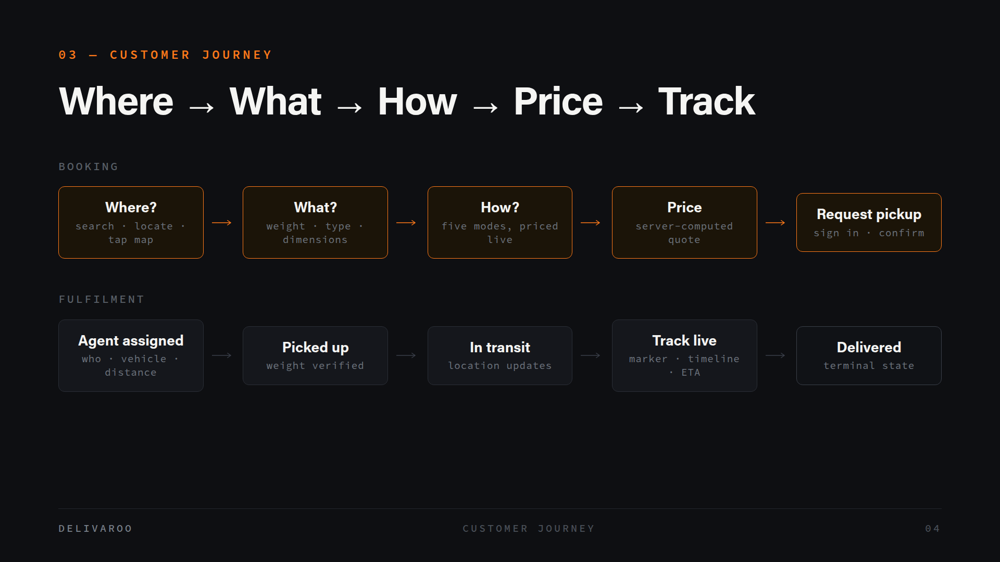 03 — CUSTOMER JOURNEY
Where → What → How → Price → Track
BOOKING
Where?
search · locate ·
tap map
What?
weight · type ·
dimensions
How?
five modes, priced
live
Price
server-computed
quote
Request pickup
sign in · confirm
FULFILMENT
Agent assigned
who · vehicle ·
distance
Picked up
weight verified
In transit
location updates
Track live
marker · timeline
· ETA
Delivered
terminal state
DELIVAROO
CUSTOMER JOURNEY
04